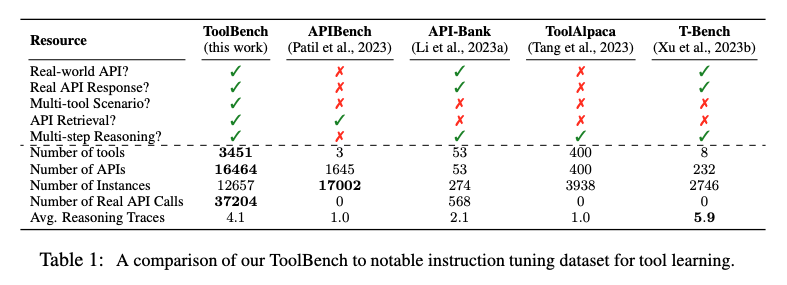 Resource ToolBench APIBench API-Bank ToolAlpaca T-Bench
(this work) (Patil et al., 2023) (Li et al., 2023a) (Tang et al., 2023) (Xu et al., 2023b)
Real-world API? ✓ ✗ ✓ ✗ ✓
Real API Response? ✓ ✗ ✓ ✗ ✓
Multi-tool Scenario? ✓ ✗ ✗ ✗ ✗
API Retrieval? ✓ ✓ ✗ ✗ ✗
Multi-step Reasoning? ✓ ✗ ✓ ✓ ✓
Number of tools 3451 3 53 400 8
Number of APIs 16464 1645 53 400 232
Number of Instances 12657 17002 274 3938 2746
Number of Real API Calls 37204 0 568 0 0
Avg. Reasoning Traces 4.1 1.0 2.1 1.0 5.9
Table 1: A comparison of our ToolBench to notable instruction tuning dataset for tool learning.